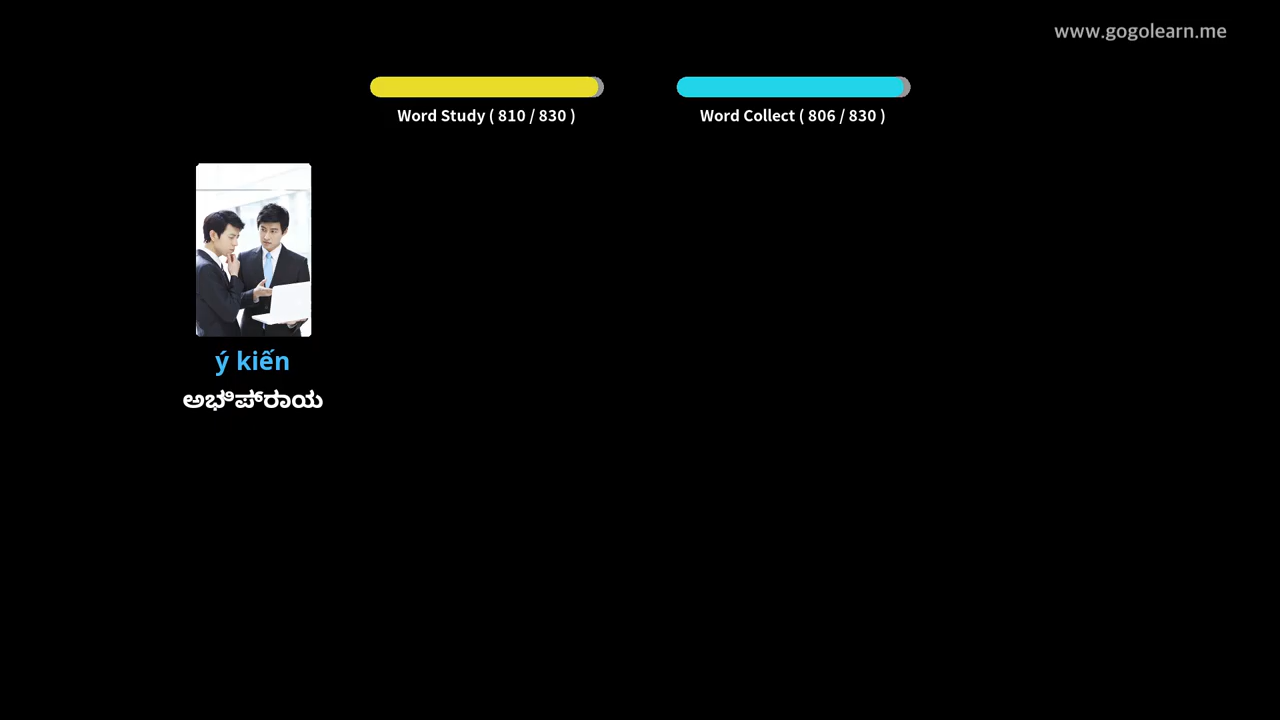 www.gogolearn.me
Word Study ( 810 / 830 )
Word Collect ( 806 / 830 )
ý kiến
ಅಭಿಪ್ರಾಯ